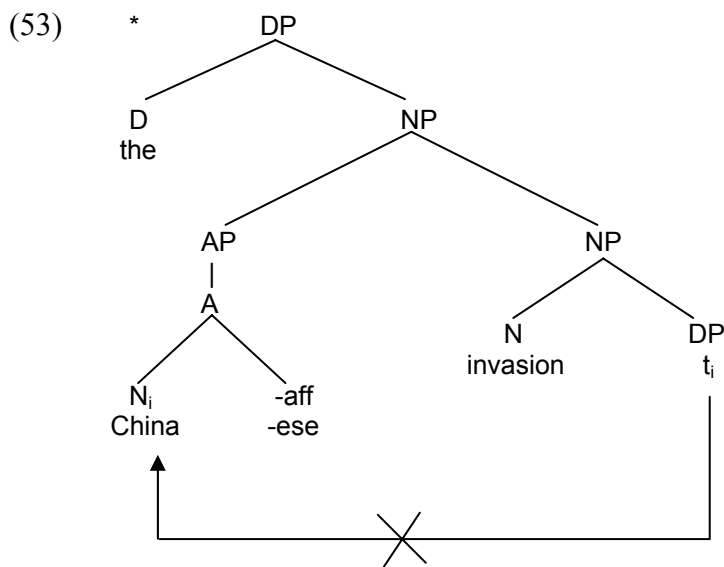 (53) * DP
D NP
the
AP NP
A
N DP
invasion tᵢ
Nᵢ -aff
China -ese